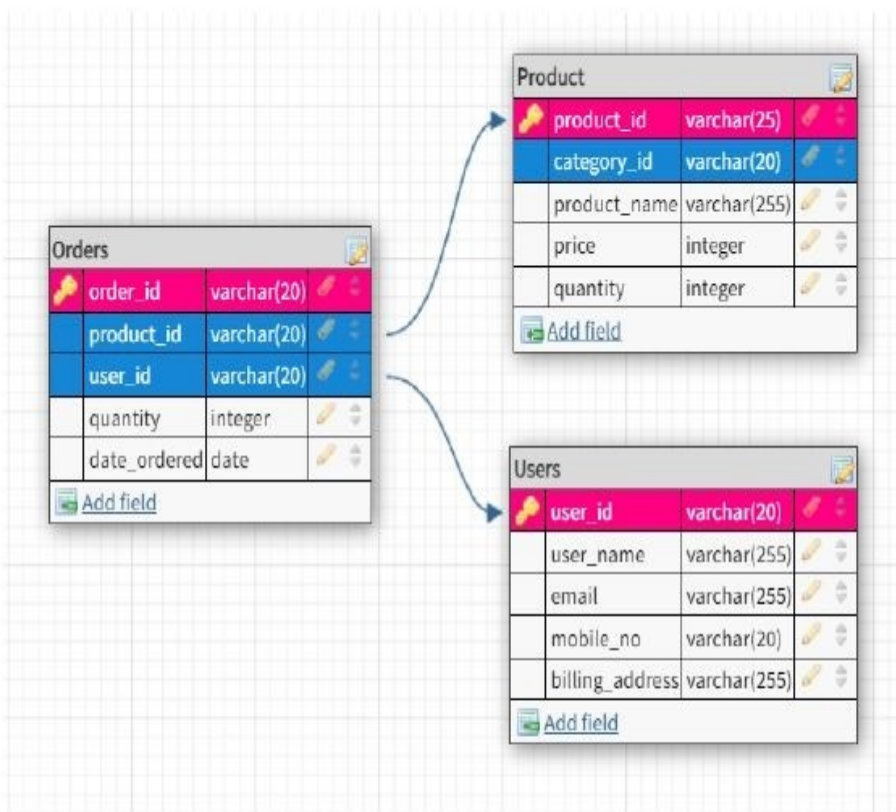 Product
product_id varchar(25)
category_id varchar(20)
product_name varchar(255)
price integer
quantity integer
Add field
Orders
order_id varchar(20)
product_id varchar(20)
user_id varchar(20)
quantity integer
date_ordered date
Add field
Users
user_id varchar(20)
user_name varchar(255)
email varchar(255)
mobile_no varchar(20)
billing_address varchar(255)
Add field